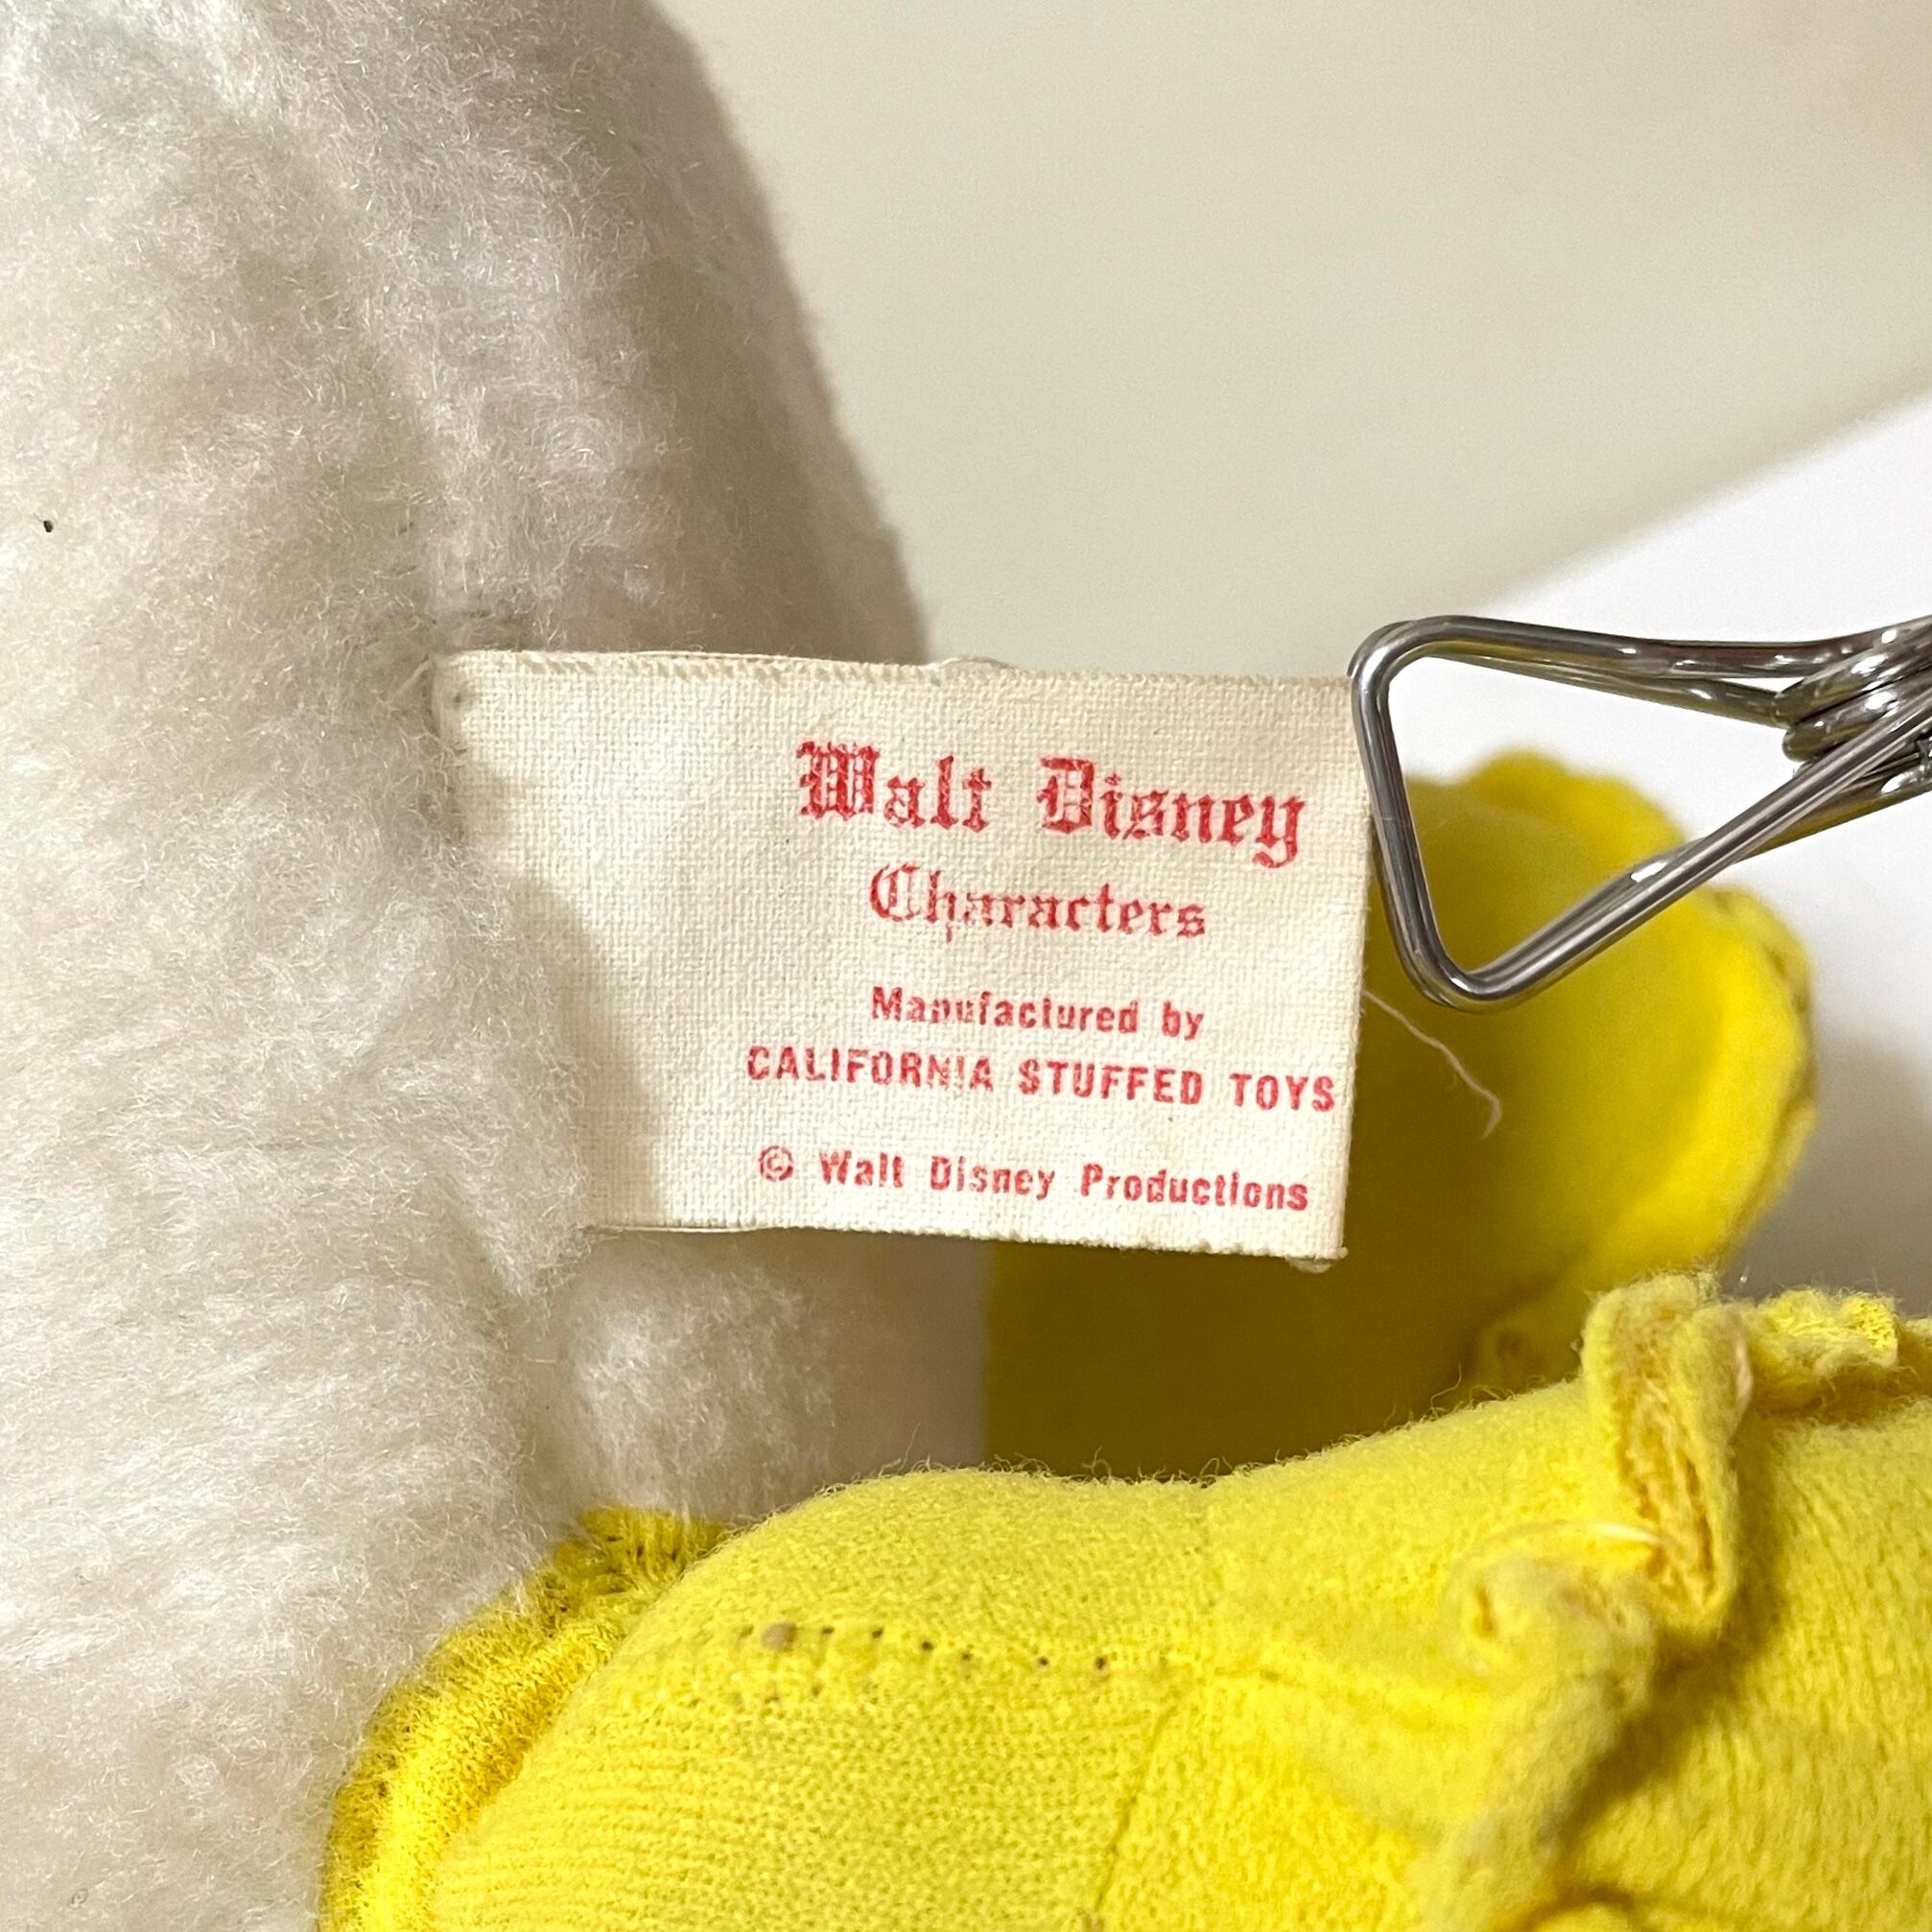 Walt Disney
Characters
Manufactured by
CALIFORNIA STUFFED TOYS
© Walt Disney Productions